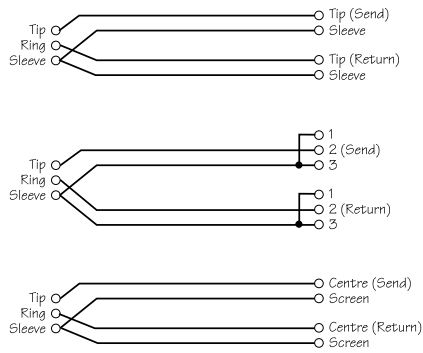 Tip (Send)
Tip
Sleeve
Ring
Tip (Return)
Sleeve
Sleeve
1
2 (Send)
Tip
3
Ring
1
Sleeve
2 (Return)
3
Centre (Send)
Tip
Screen
Ring
Centre (Return)
Sleeve
Screen